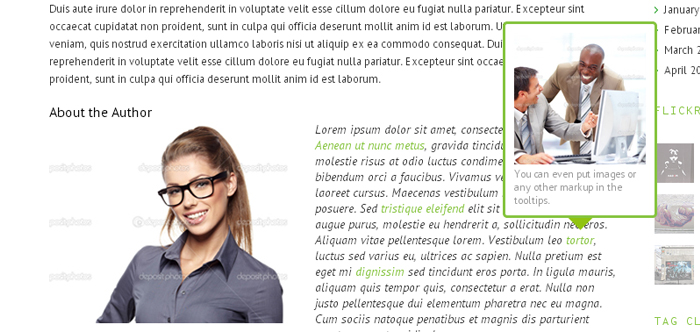 Duis aute irure dolor in reprehenderit in voluptate velit esse cillum dolore eu fugiat nulla pariatur. Excepteur sint
occaecat cupidatat non proident, sunt in culpa qui officia deserunt mollit anim id est laborum.
veniam, quis nostrud exercitation ullamco laboris nisi ut aliquip ex ea commodo consequat. Dui
reprehenderit in voluptate velit esse cillum dolore eu fugiat nulla pariatur. Excepteur sint occae
proident, sunt in culpa qui officia deserunt mollit anim id est laborum.
About the Author
Lorem ipsum dolor sit amet, consecte
Aenean ut nunc metus, gravida tincidu
molestie risus at odio luctus condime
bibendum orci a faucibus. Vivamus ve
laoreet cursus. Maecenas vestibulum
posuere. Sed tristique eleifend elit sit
augue purus, molestie eu hendrerit a, sollicitudin nec eros.
Aliquam vitae pellentesque lorem. Vestibulum leo tortor,
luctus sed varius eu, ultrices ac sapien. Nulla pretium est
eget mi dignissim sed tincidunt eros porta. In ligula mauris,
aliquam quis tempor quis, consectetur a erat. Nulla non
justo pellentesque dui elementum pharetra nec eu magna.
Cum sociis natoque penatibus et magnis dis parturient
You can even put images or
any other markup in the
tooltips.
depositphotos
depositphotos
January
Februar
March 2
April 20
FLICKR
TAG CL